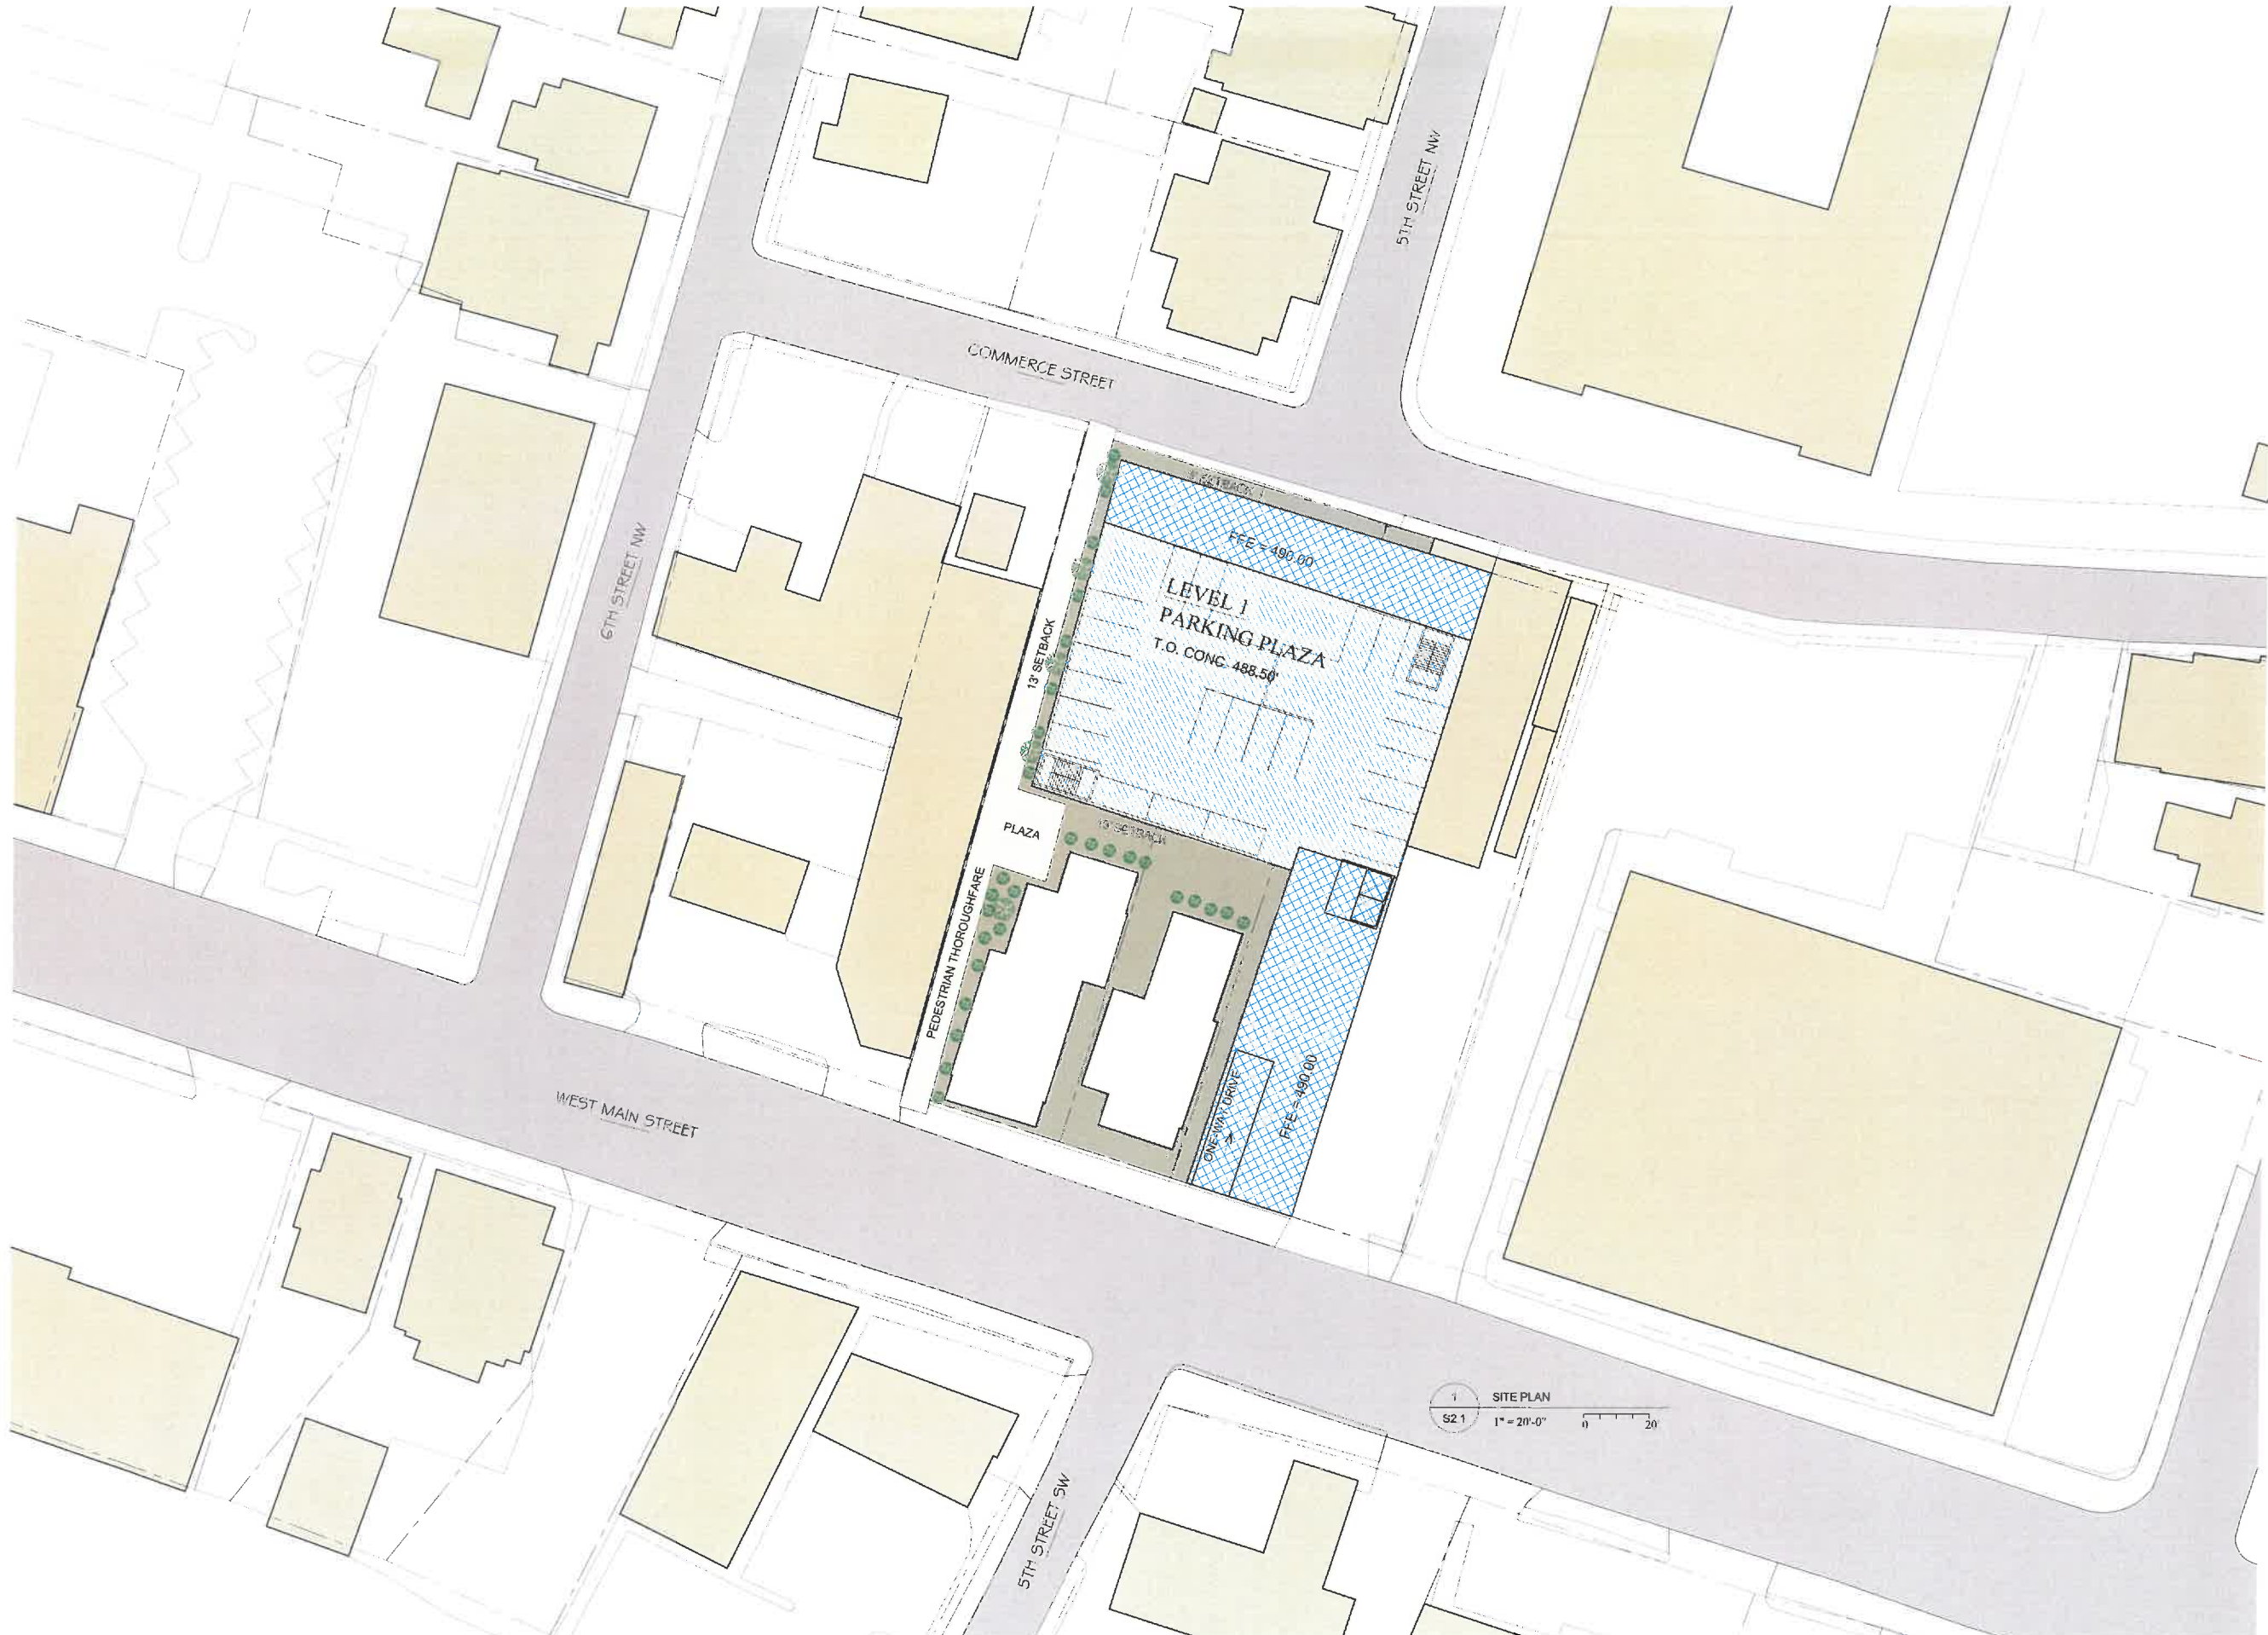 5TH STREET NW
COMMERCE STREET
SETBACK
FFE = 490.00'
LEVEL 1
PARKING PLAZA
T.O. CONC. 488.50'
6TH STREET NW
13' SETBACK
PLAZA
SETBACK
PEDESTRIAN THOROUGHFARE
ONE-WAY DRIVE
FFE = 490.00
WEST MAIN STREET
5TH STREET SW
1
S2.1
SITE PLAN
1" = 20'-0"
0
20'